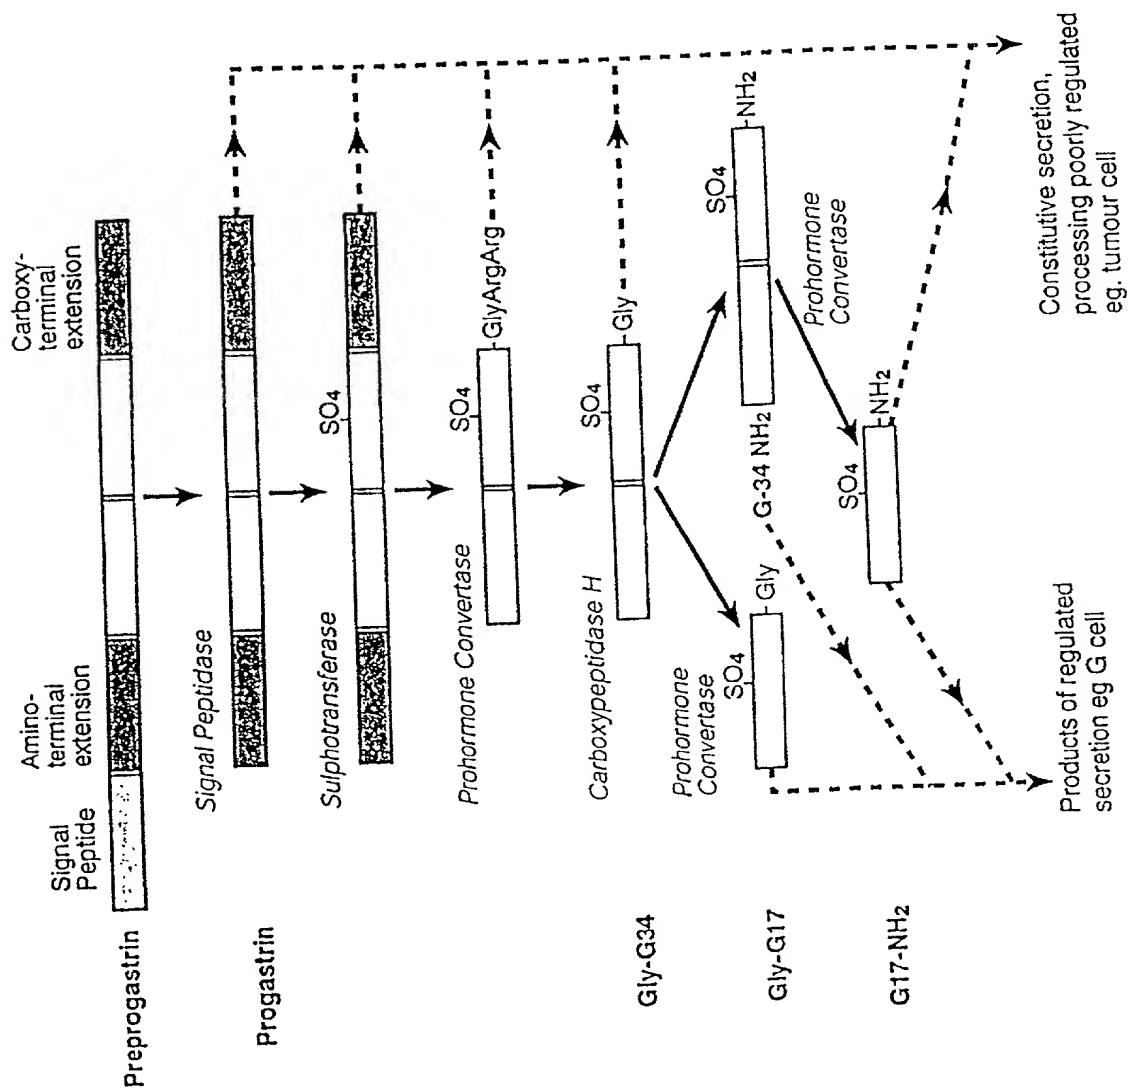 Signal
Peptide
Amino-
terminal
extension
Carboxy-
terminal
extension
Preprogastrin
Signal Peptidase
Progastrin
Sulphotransferase
SO4
Prohormone Convertase
SO4
GlyArgArg
Carboxypeptidase H
SO4
Gly
Gly-G34
Prohormone
Convertase
SO4
Gly
G-34 NH2
SO4
NH2
Prohormone
Convertase
Gly-G17
SO4
NH2
G17-NH2
Products of regulated
secretion eg G cell
Constitutive secretion,
processing poorly regulated
eg. tumour cell